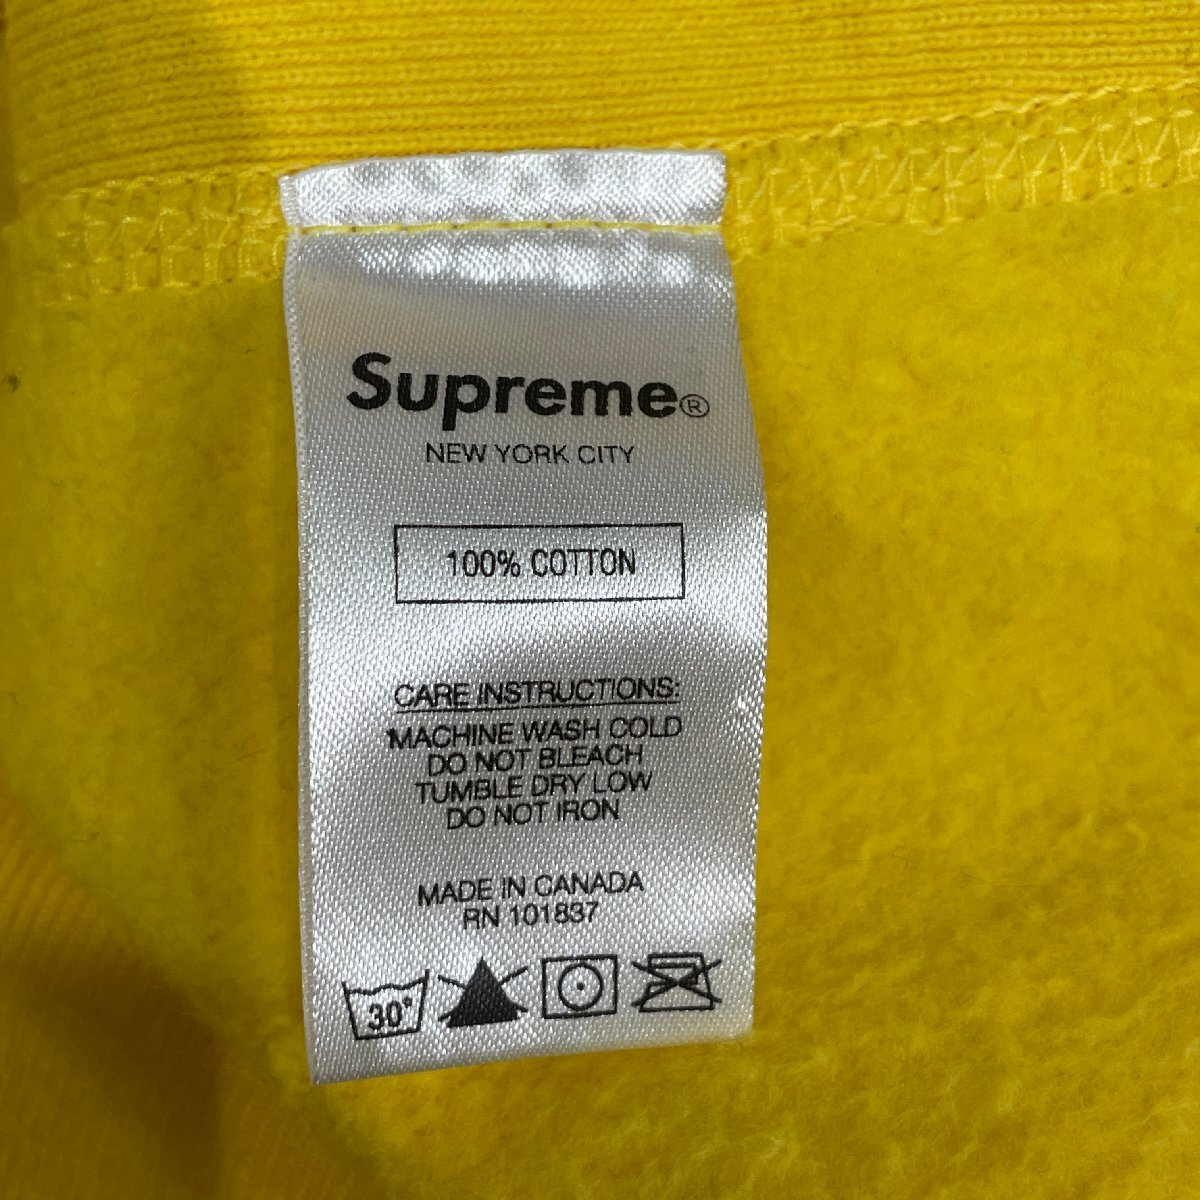 Supreme®
NEW YORK CITY
100% COTTON
CARE INSTRUCTIONS:
MACHINE WASH COLD
DO NOT BLEACH
TUMBLE DRY LOW
DO NOT IRON
MADE IN CANADA
RN 101837
30°